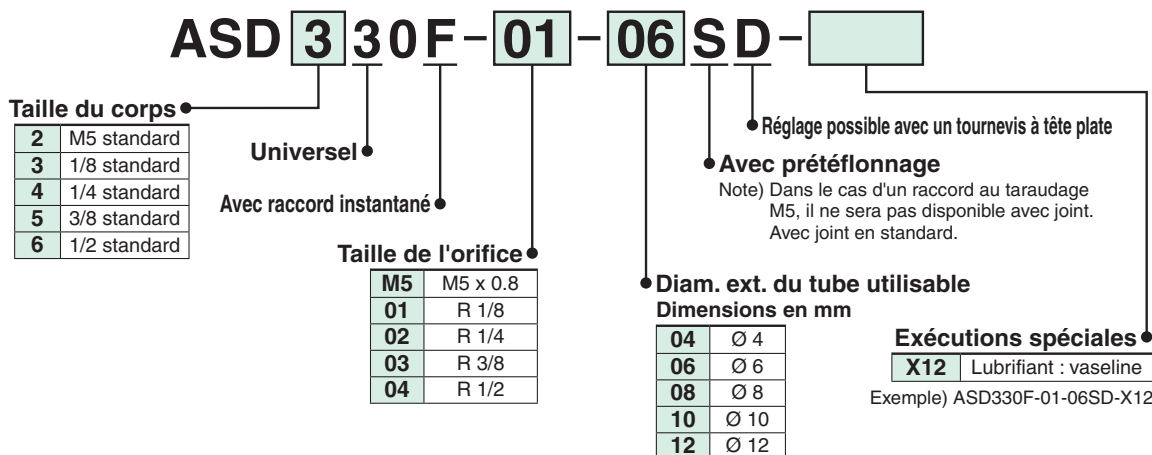 ASD 3 3 0 F - 01 - 06 S D -
Taille du corps
2 M5 standard
3 1/8 standard
4 1/4 standard
5 3/8 standard
6 1/2 standard
Universel
Avec raccord instantané
Taille de l'orifice
M5 M5 x 0.8
01 R 1/8
02 R 1/4
03 R 3/8
04 R 1/2
Réglage possible avec un tournevis à tête plate
Avec prétéflonnage
Note) Dans le cas d'un raccord au taraudage
M5, il ne sera pas disponible avec joint.
Avec joint en standard.
Diam. ext. du tube utilisable
Dimensions en mm
04 Ø 4
06 Ø 6
08 Ø 8
10 Ø 10
12 Ø 12
Exécutions spéciales
X12 Lubrifiant : vaseline
Exemple) ASD330F-01-06SD-X12